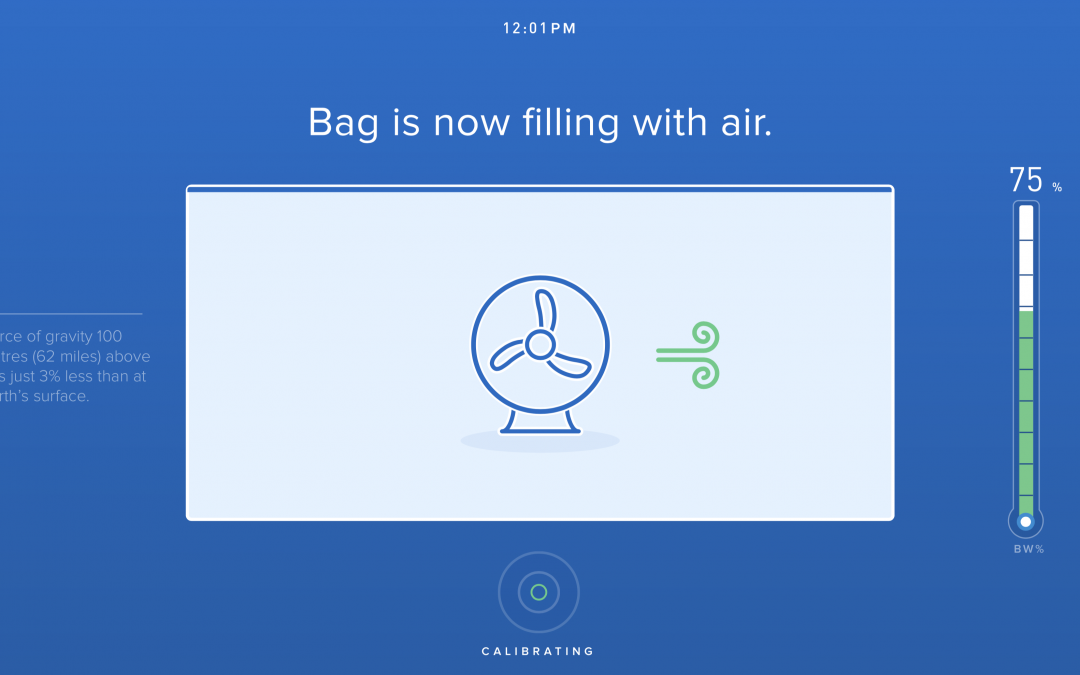 12:01PM
Bag is now filling with air.
75 %
rce of gravity 100
tres (62 miles) above
s just 3% less than at
rth's surface.
BW%
CALIBRATING